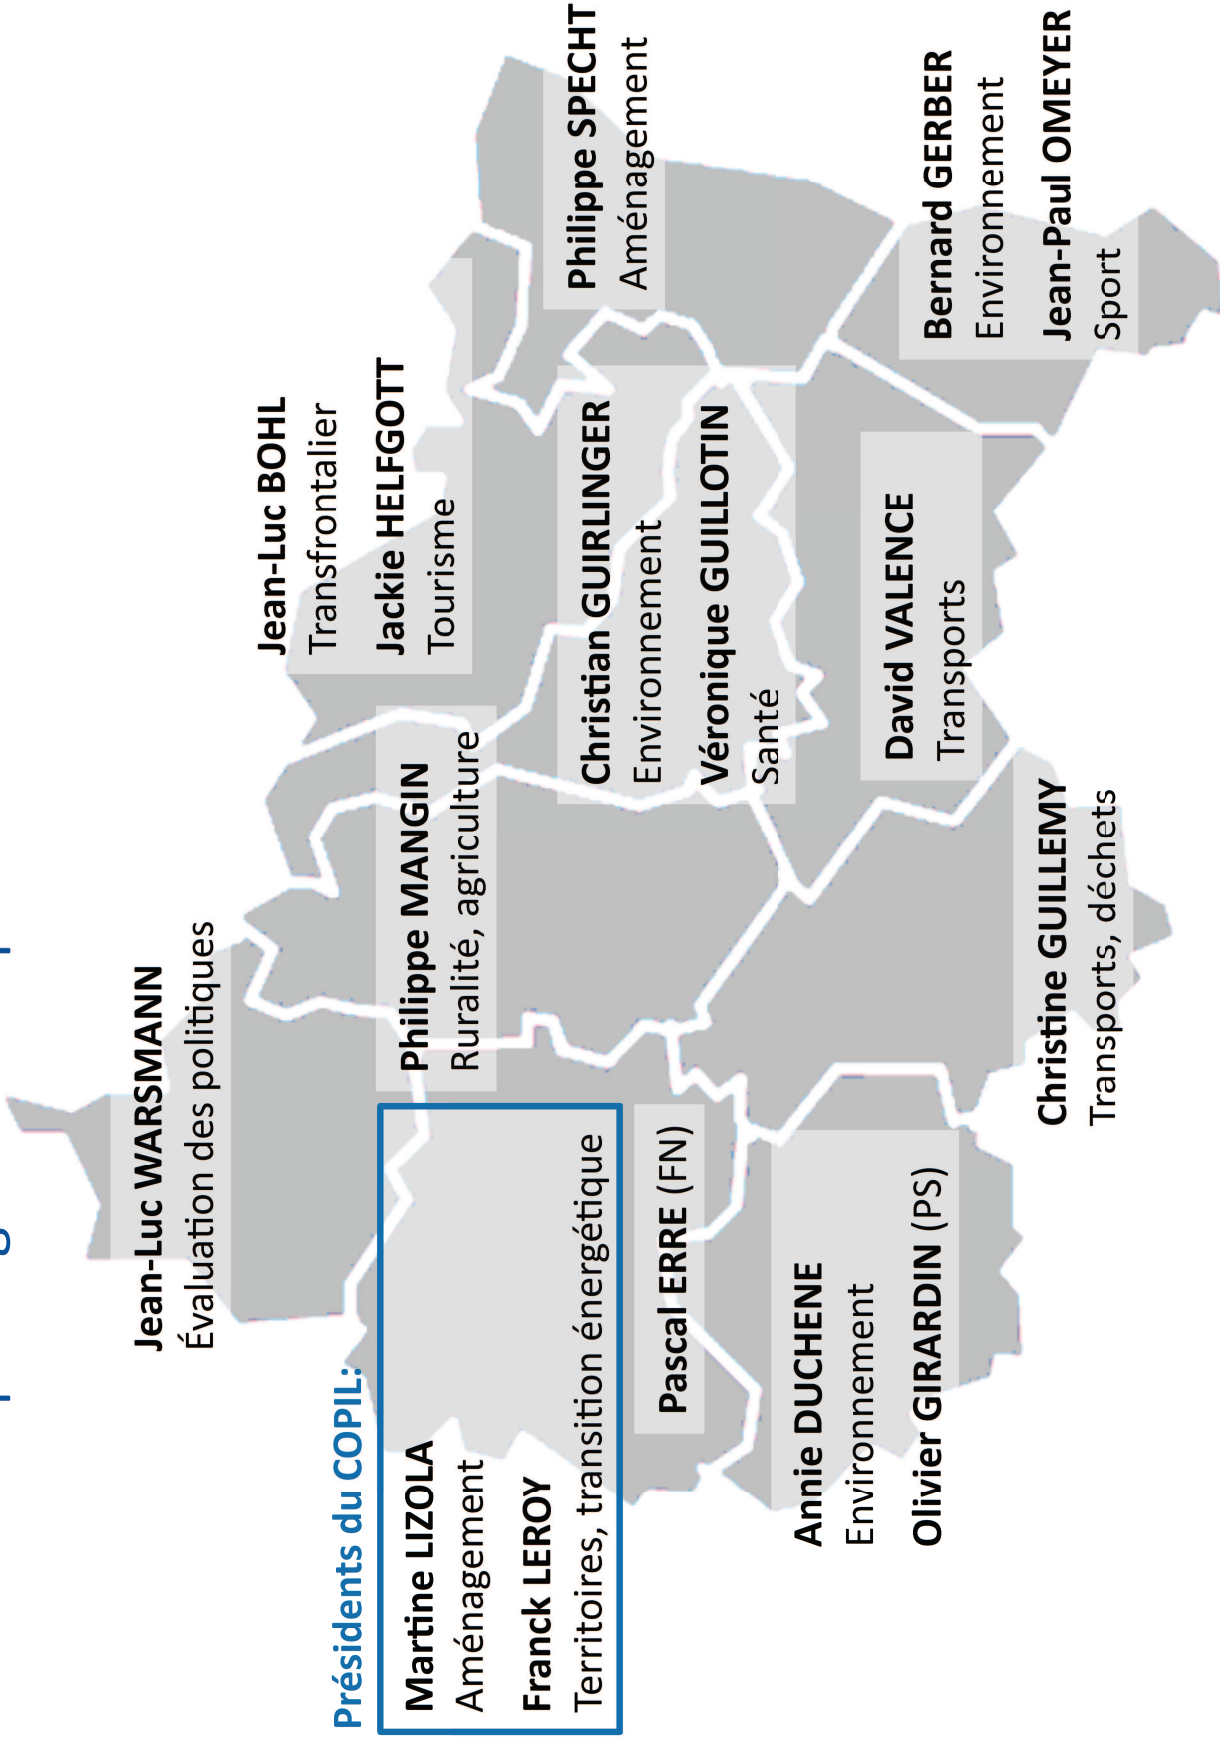 Jean-Luc WARSMANN
Évaluation des politiques
Jean-Luc BOHL
Transfrontalier
Jackie HELFGOTT
Tourisme
Présidents du COPIL:
Martine LIZOLA
Aménagement
Franck LEROY
Territoires, transition énergétique
Philippe MANGIN
Ruralité, agriculture
Philippe SPECHT
Aménagement
Christian GUIRLINGER
Environnement
Véronique GUILLOTIN
Santé
Pascal ERRE (FN)
Annie DUCHENE
Environnement
Olivier GIRARDIN (PS)
David VALENCE
Transports
Bernard GERBER
Environnement
Jean-Paul OMEYER
Sport
Christine GUILLEMY
Transports, déchets